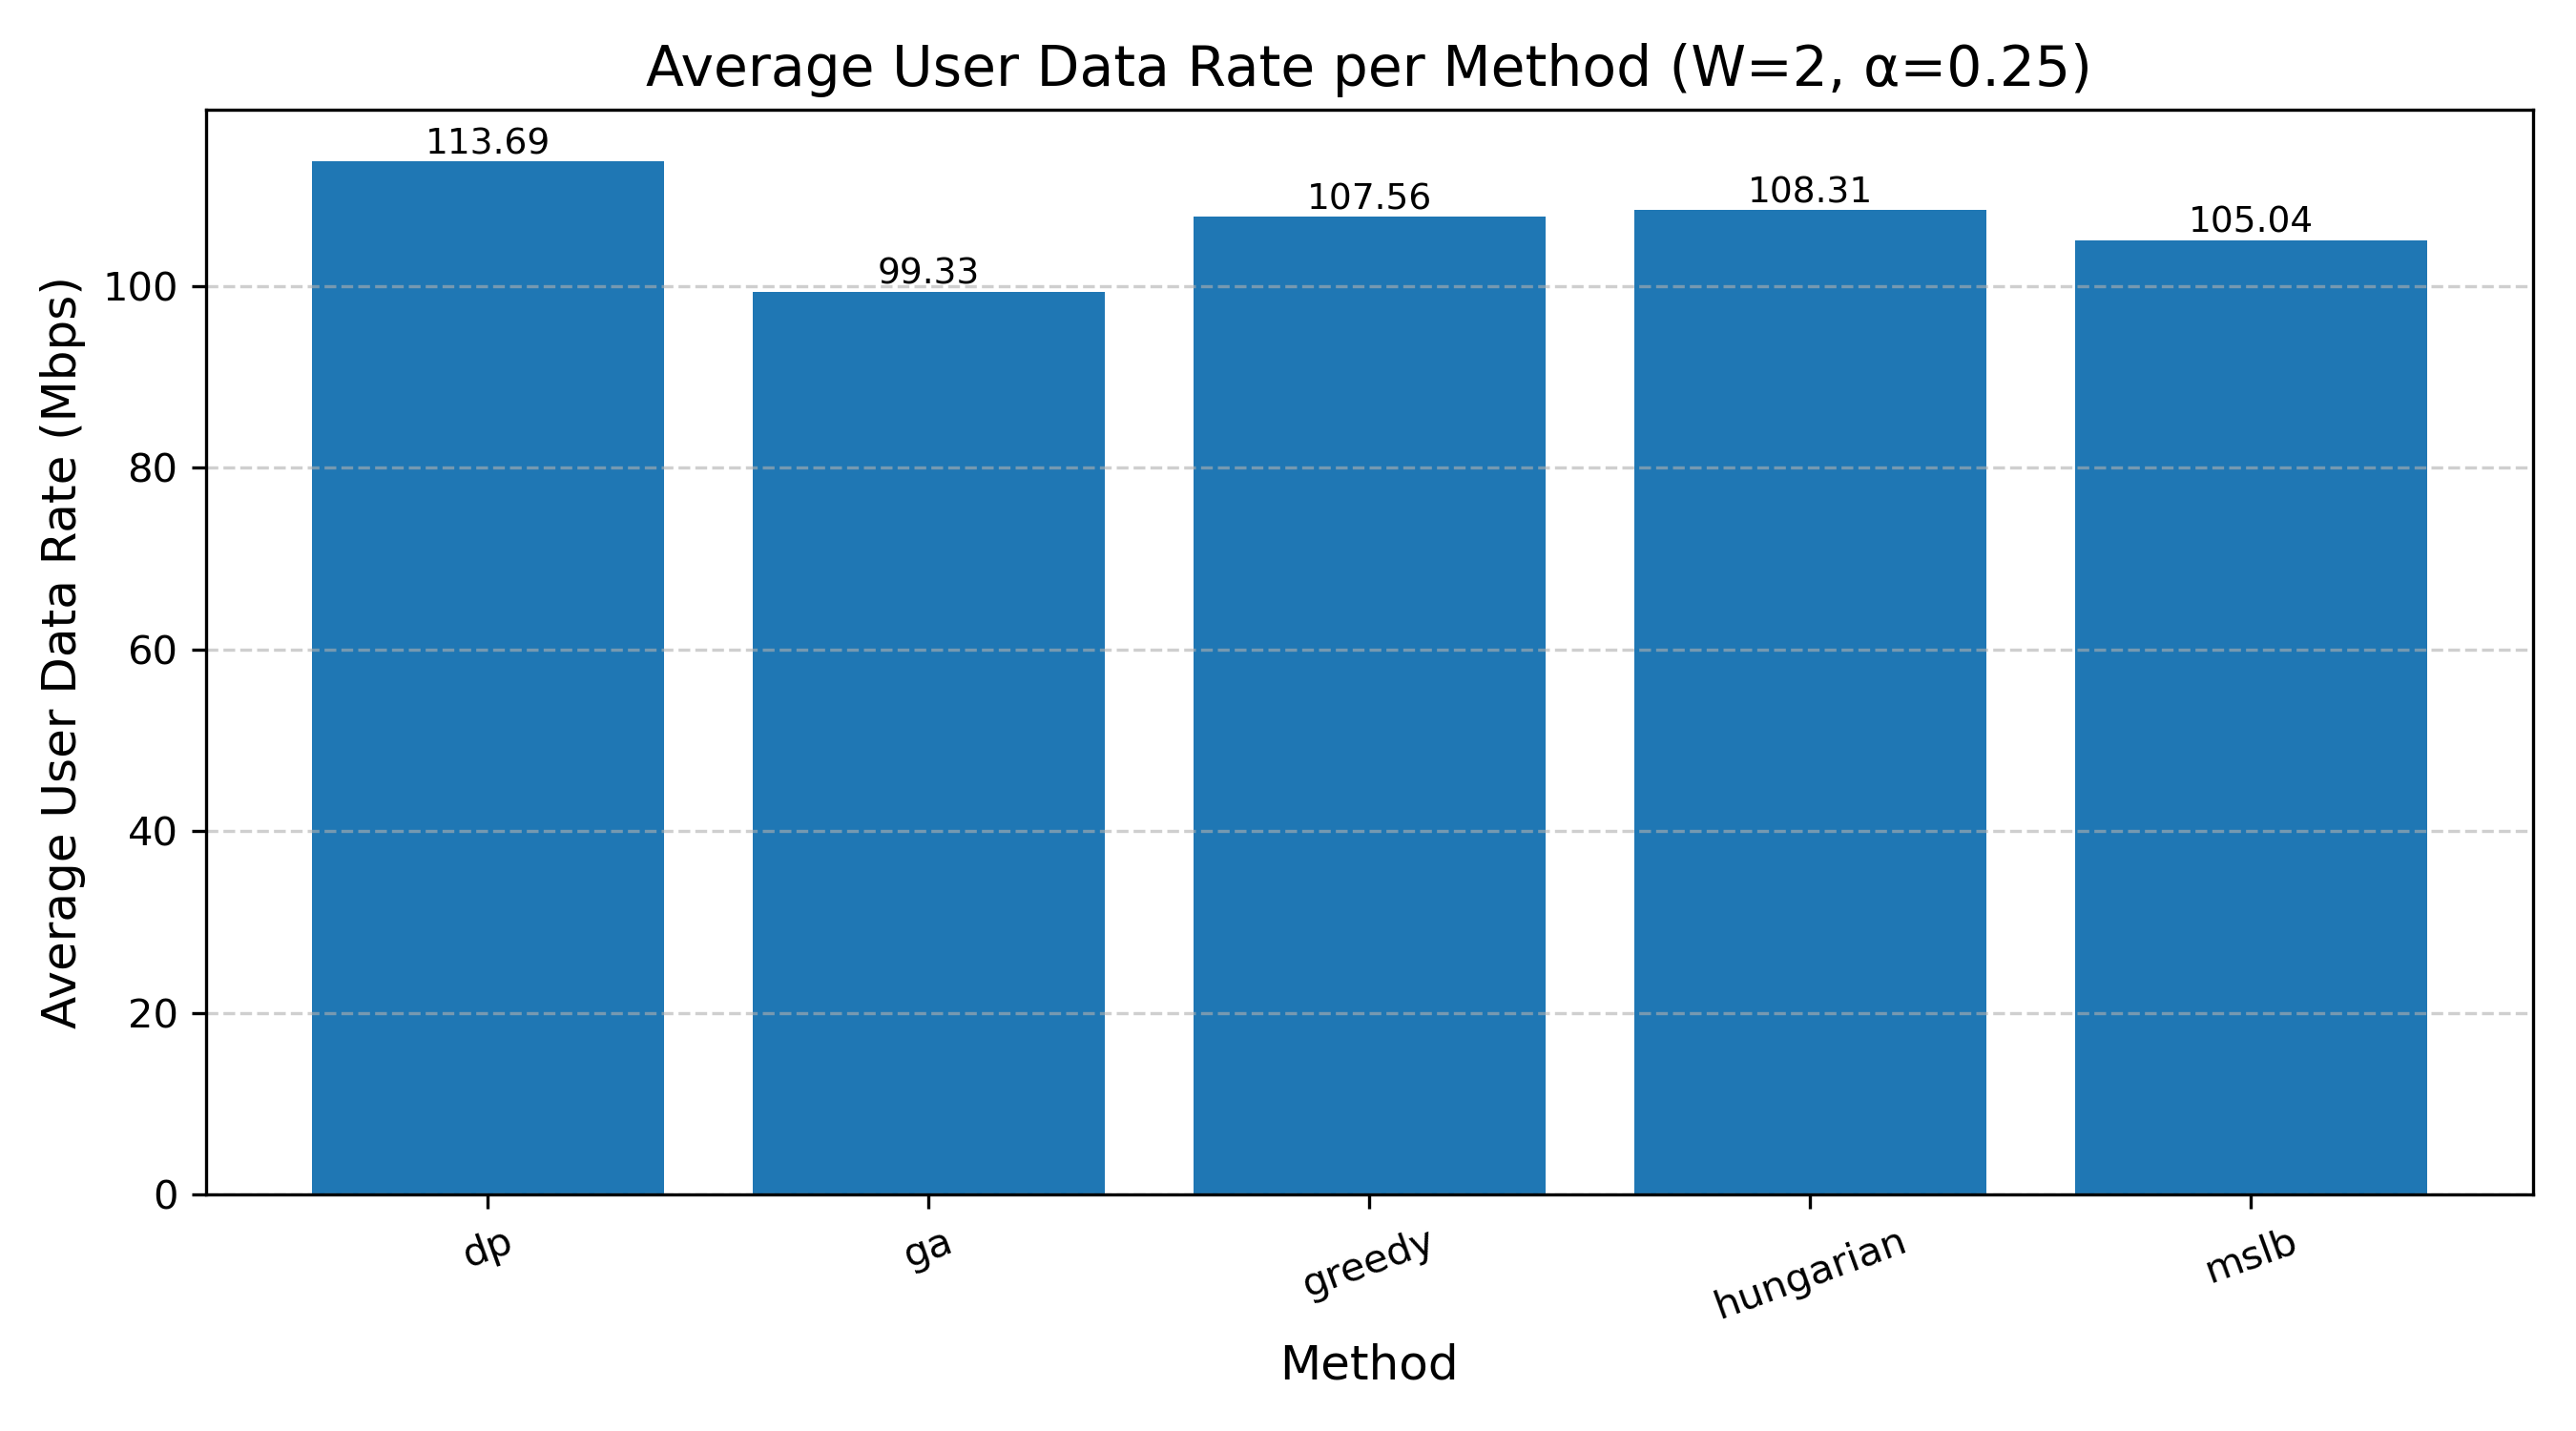 Average User Data Rate per Method (W=2, α=0.25)
113.69
99.33
107.56
108.31
105.04
Average User Data Rate (Mbps)
100
80
60
40
20
0
dp
ga
greedy
hungarian
mslb
Method